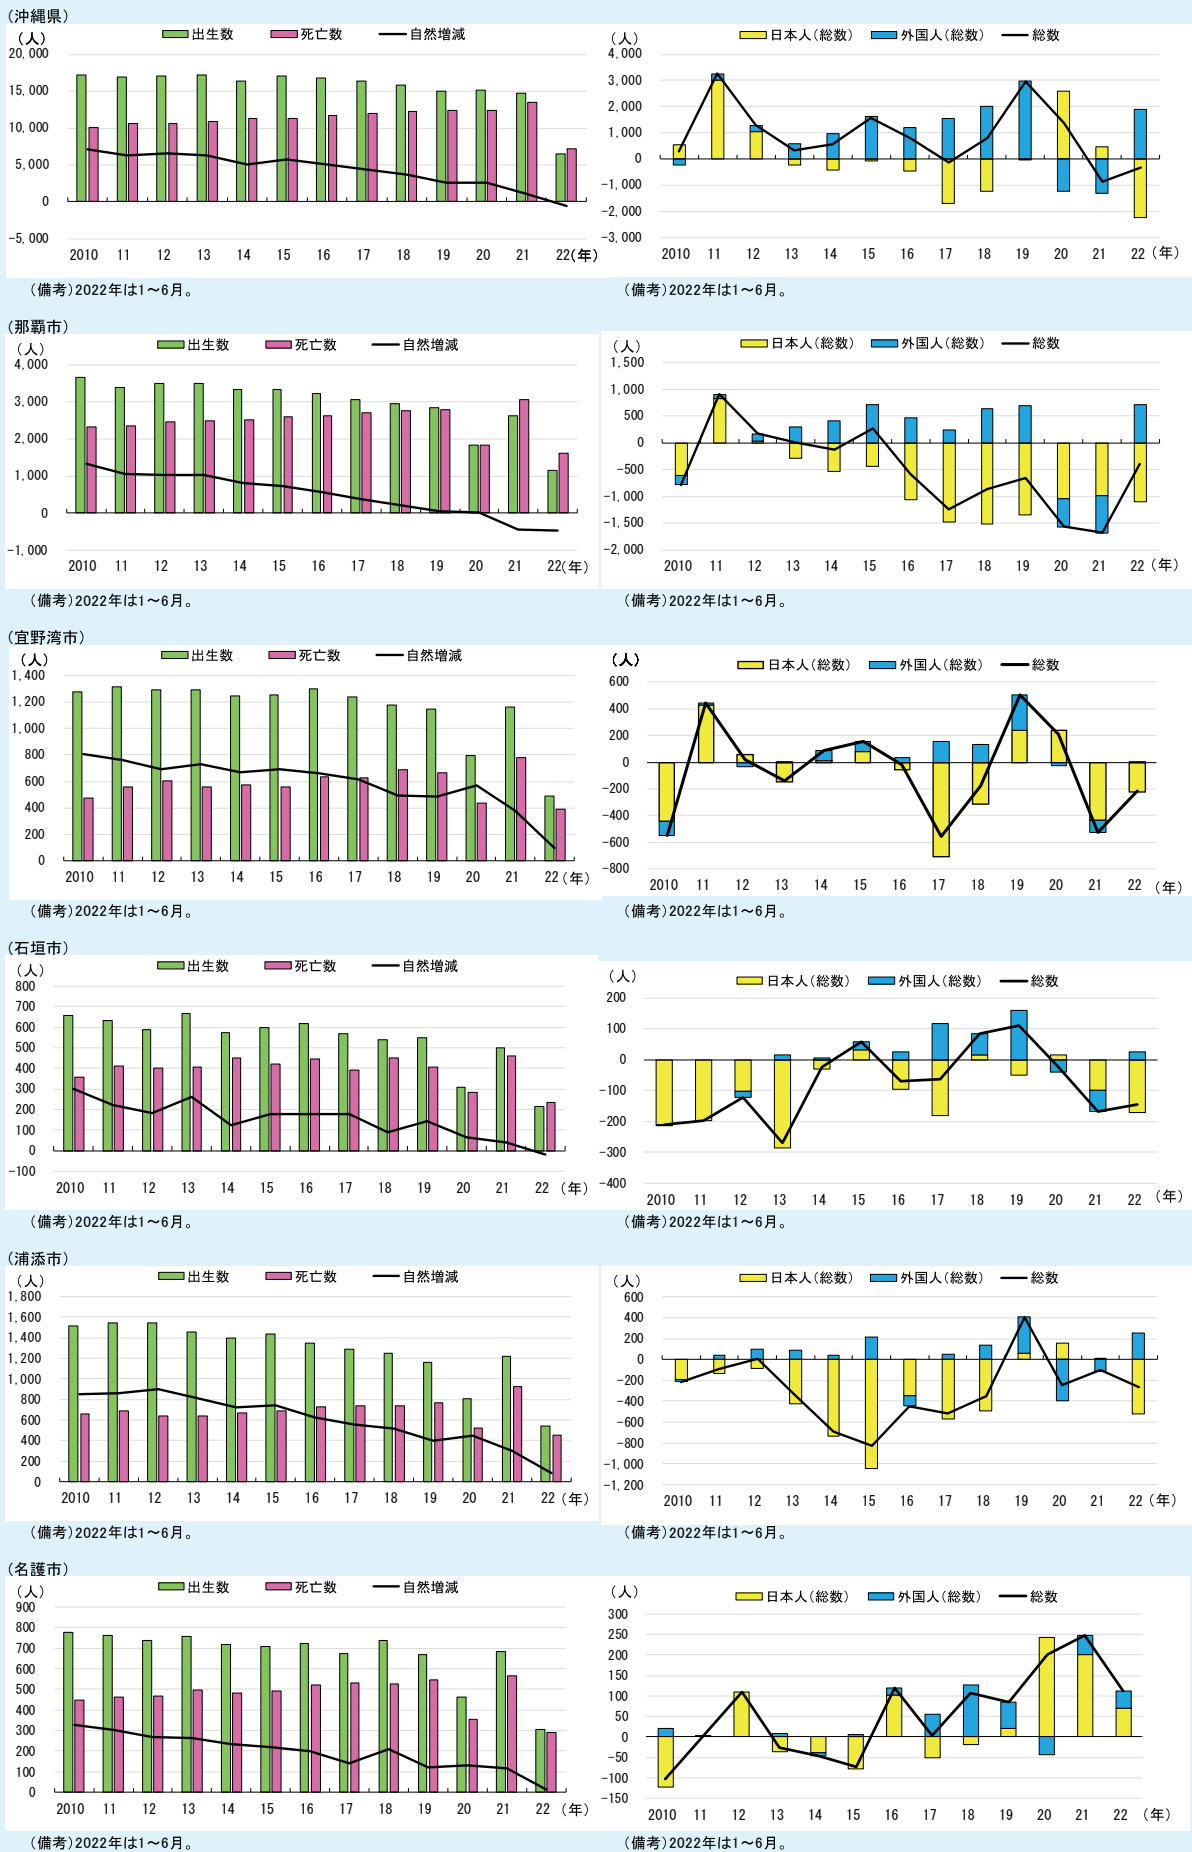 （沖縄県）
（人） 出生数 死亡数 自然増減
20,000
15,000
10,000
5,000
0
-5,000
2010 11 12 13 14 15 16 17 18 19 20 21 22(年)
（備考）2022年は1～6月。
（人） 日本人（総数） 外国人（総数） 総数
4,000
3,000
2,000
1,000
0
-1,000
-2,000
-3,000
2010 11 12 13 14 15 16 17 18 19 20 21 22（年）
（備考）2022年は1～6月。
（那覇市）
（人） 出生数 死亡数 自然増減
4,000
3,000
2,000
1,000
0
-1,000
2010 11 12 13 14 15 16 17 18 19 20 21 22（年）
（備考）2022年は1～6月。
（人） 日本人（総数） 外国人（総数） 総数
1,500
1,000
500
0
-500
-1,000
-1,500
-2,000
2010 11 12 13 14 15 16 17 18 19 20 21 22（年）
（備考）2022年は1～6月。
（宜野湾市）
（人） 出生数 死亡数 自然増減
1,400
1,200
1,000
800
600
400
200
0
2010 11 12 13 14 15 16 17 18 19 20 21 22（年）
（備考）2022年は1～6月。
（人） 日本人（総数） 外国人（総数） 総数
600
400
200
0
-200
-400
-600
-800
2010 11 12 13 14 15 16 17 18 19 20 21 22（年）
（備考）2022年は1～6月。
（石垣市）
（人） 出生数 死亡数 自然増減
800
700
600
500
400
300
200
100
0
-100
2010 11 12 13 14 15 16 17 18 19 20 21 22（年）
（備考）2022年は1～6月。
（人） 日本人（総数） 外国人（総数） 総数
200
100
0
-100
-200
-300
-400
2010 11 12 13 14 15 16 17 18 19 20 21 22（年）
（備考）2022年は1～6月。
（浦添市）
（人） 出生数 死亡数 自然増減
1,800
1,600
1,400
1,200
1,000
800
600
400
200
0
2010 11 12 13 14 15 16 17 18 19 20 21 22（年）
（備考）2022年は1～6月。
（人） 日本人（総数） 外国人（総数） 総数
600
400
200
0
-200
-400
-600
-800
-1,000
-1,200
2010 11 12 13 14 15 16 17 18 19 20 21 22（年）
（備考）2022年は1～6月。
（名護市）
（人） 出生数 死亡数 自然増減
900
800
700
600
500
400
300
200
100
0
2010 11 12 13 14 15 16 17 18 19 20 21 22（年）
（備考）2022年は1～6月。
（人） 日本人（総数） 外国人（総数） 総数
300
250
200
150
100
50
0
-50
-100
-150
2010 11 12 13 14 15 16 17 18 19 20 21 22（年）
（備考）2022年は1～6月。